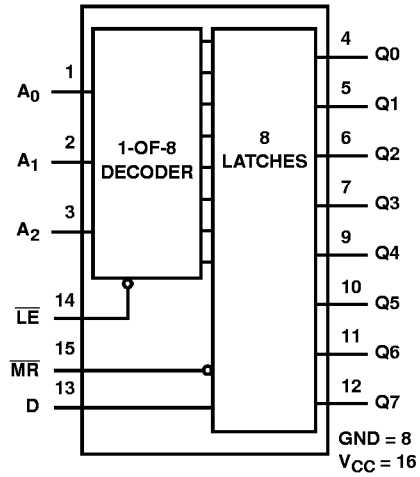 1
A0
2
A1
3
A2
14
LE
15
MR
13
D
1-OF-8
DECODER
8
LATCHES
4
Q0
5
Q1
6
Q2
7
Q3
9
Q4
10
Q5
11
Q6
12
Q7
GND = 8
VCC = 16